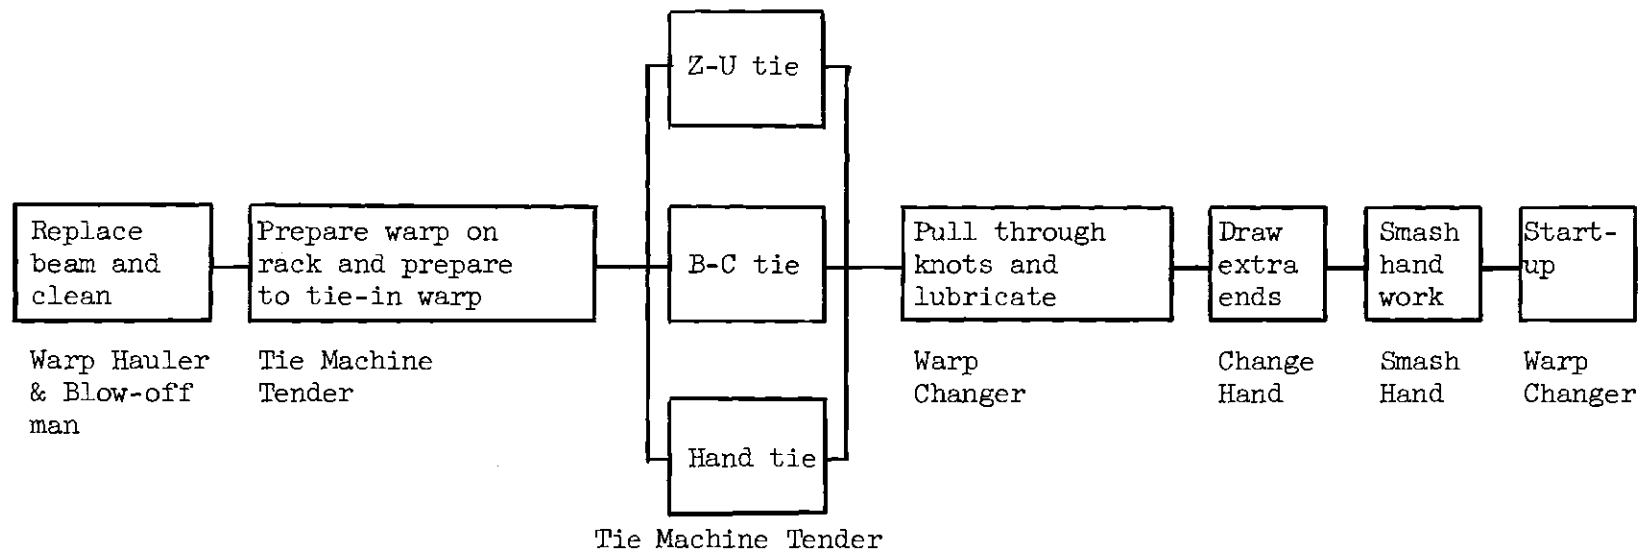 Z-U tie
Replace
beam and
clean
Prepare warp on
rack and prepare
to tie-in warp
B-C tie
Pull through
knots and
lubricate
Draw
extra
ends
Smash
hand
work
Start-
up
Warp Hauler
& Blow-off
man
Tie Machine
Tender
Warp
Changer
Change
Hand
Smash
Hand
Warp
Changer
Hand tie
Tie Machine Tender